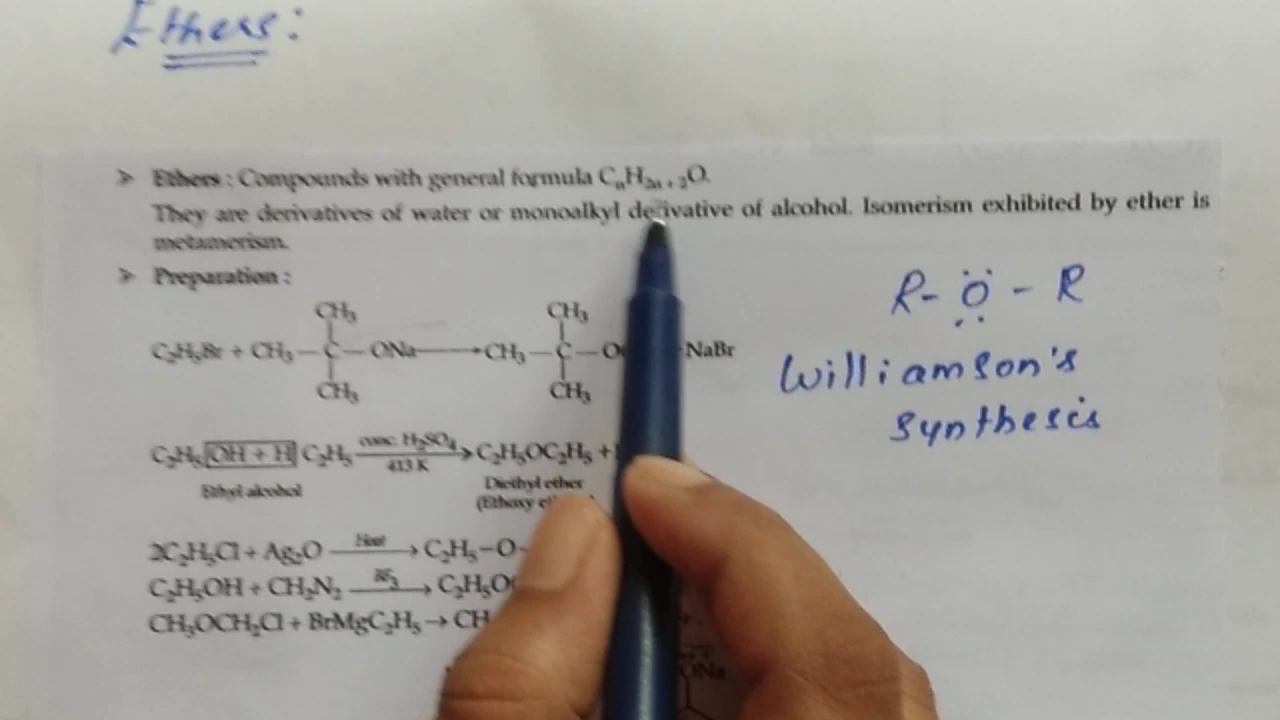 Ethers:
➤ Ethers : Compounds with general formula CₙH₂ₙ₊₂O.
They are derivatives of water or monoalkyl derivative of alcohol. Isomerism exhibited by ether is
metamerism.
➤ Preparation :
R-Ö-R
CH₃ CH₃
C₂H₅Br + CH₃—C—ONa → CH₃—C—O NaBr
CH₃ CH₃
Williamson's
synthesis
C₂H₅ OH + H C₂H₅ conc. H₂SO₄ 413 K → C₂H₅OC₂H₅ +
Ethyl alcohol Diethyl ether
(Ethoxy
2C₂H₅Cl + Ag₂O Heat → C₂H₅-O-
C₂H₅OH + CH₂N₂ BF₃ → C₂H₅O
CH₃OCH₂Cl + BrMgC₂H₅ → CH
ONa